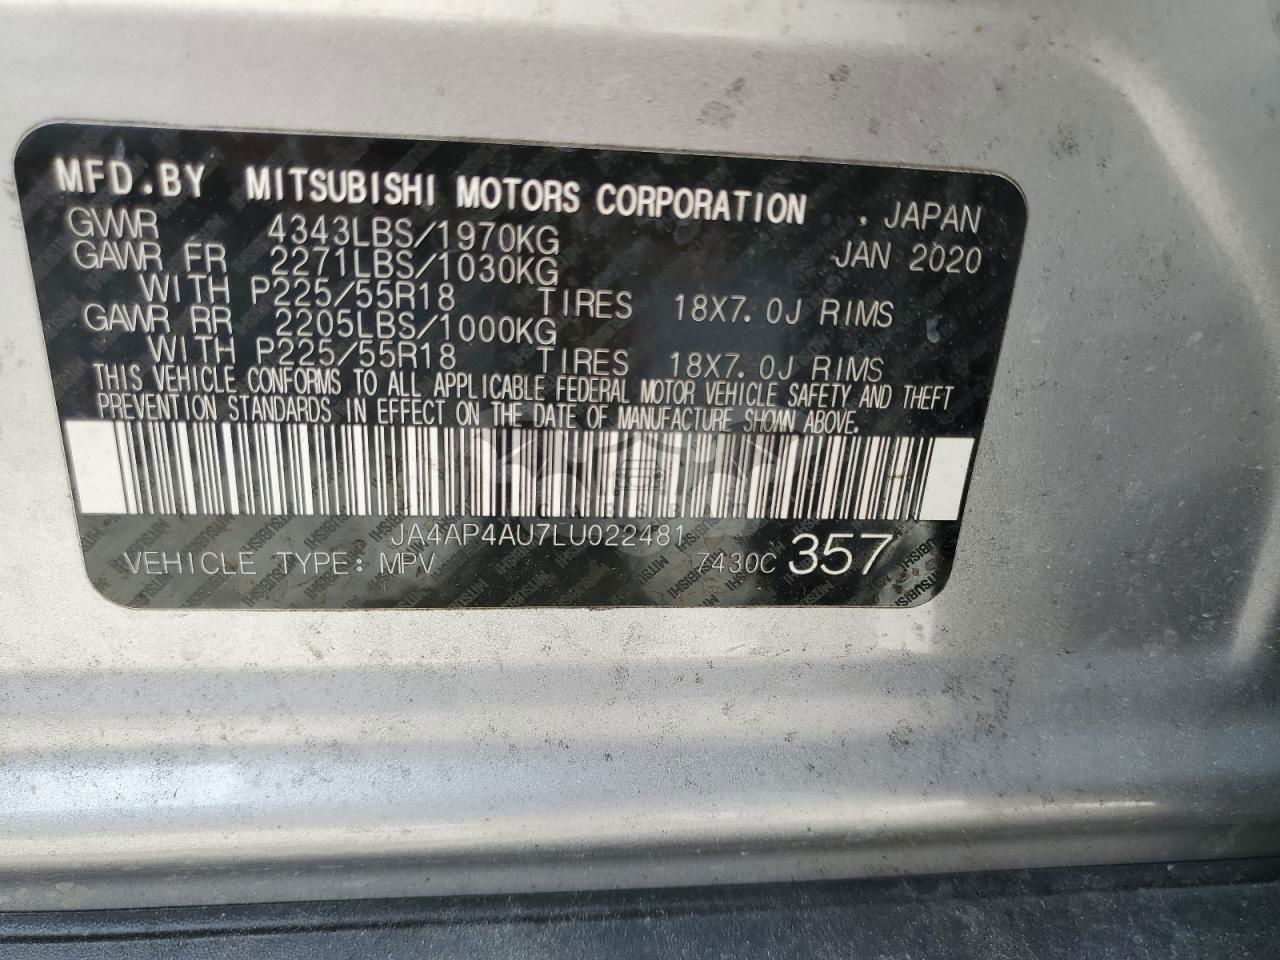 MFD.BY MITSUBISHI MOTORS CORPORATION , JAPAN
GVWR 4343LBS/1970KG JAN 2020
GAWR FR 2271LBS/1030KG
WITH P225/55R18 TIRES 18X7.0J RIMS
GAWR RR 2205LBS/1000KG
WITH P225/55R18 TIRES 18X7.0J RIMS
THIS VEHICLE CONFORMS TO ALL APPLICABLE FEDERAL MOTOR VEHICLE SAFETY AND THEFT
PREVENTION STANDARDS IN EFFECT ON THE DATE OF MANUFACTURE SHOWN ABOVE.
JA4AP4AU7LU022481
VEHICLE TYPE: MPV 7430C 357